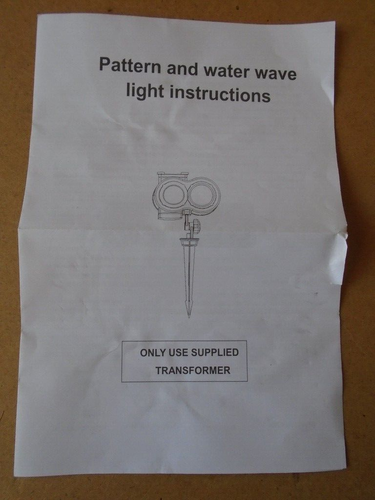 Pattern and water wave
light instructions
ONLY USE SUPPLIED
TRANSFORMER